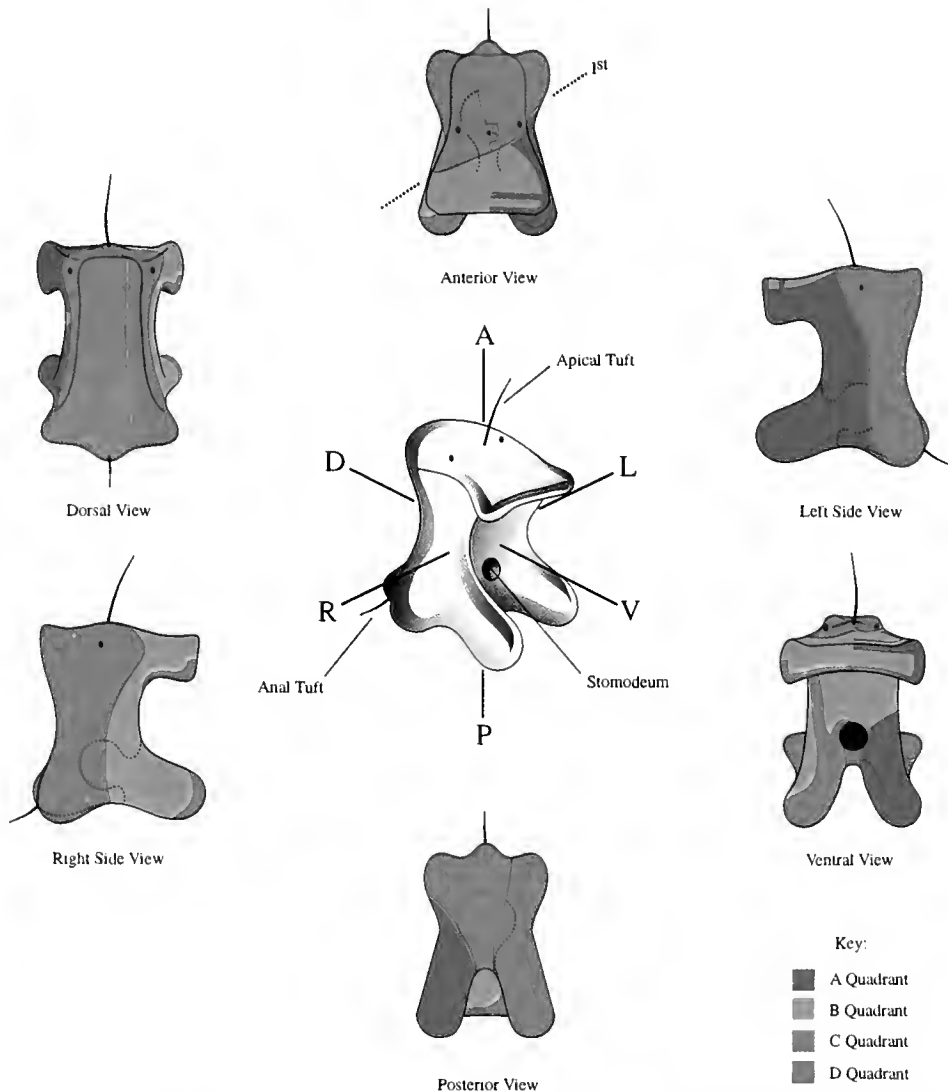 1st
Anterior View
Dorsal View
Left Side View
A
Apical Tuft
D
L
R
V
Anal Tuft
Stomodeum
P
Right Side View
Ventral View
Posterior View
Key:
A Quadrant
B Quadrant
C Quadrant
D Quadrant